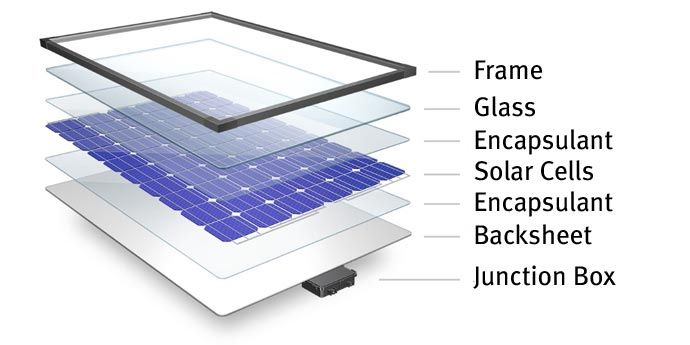 Frame
Glass
Encapsulant
Solar Cells
Encapsulant
Backsheet
Junction Box